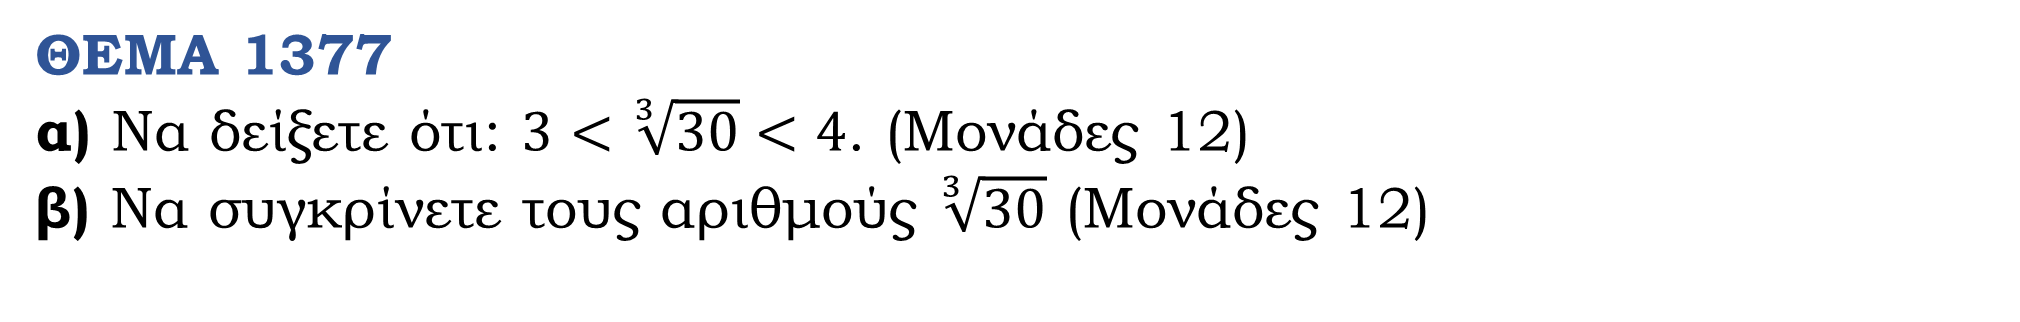 ΘΕΜΑ 1377
α) Να δείξετε ότι: 3 < ∛30 < 4. (Μονάδες 12)
β) Να συγκρίνετε τους αριθμούς ∛30 (Μονάδες 12)